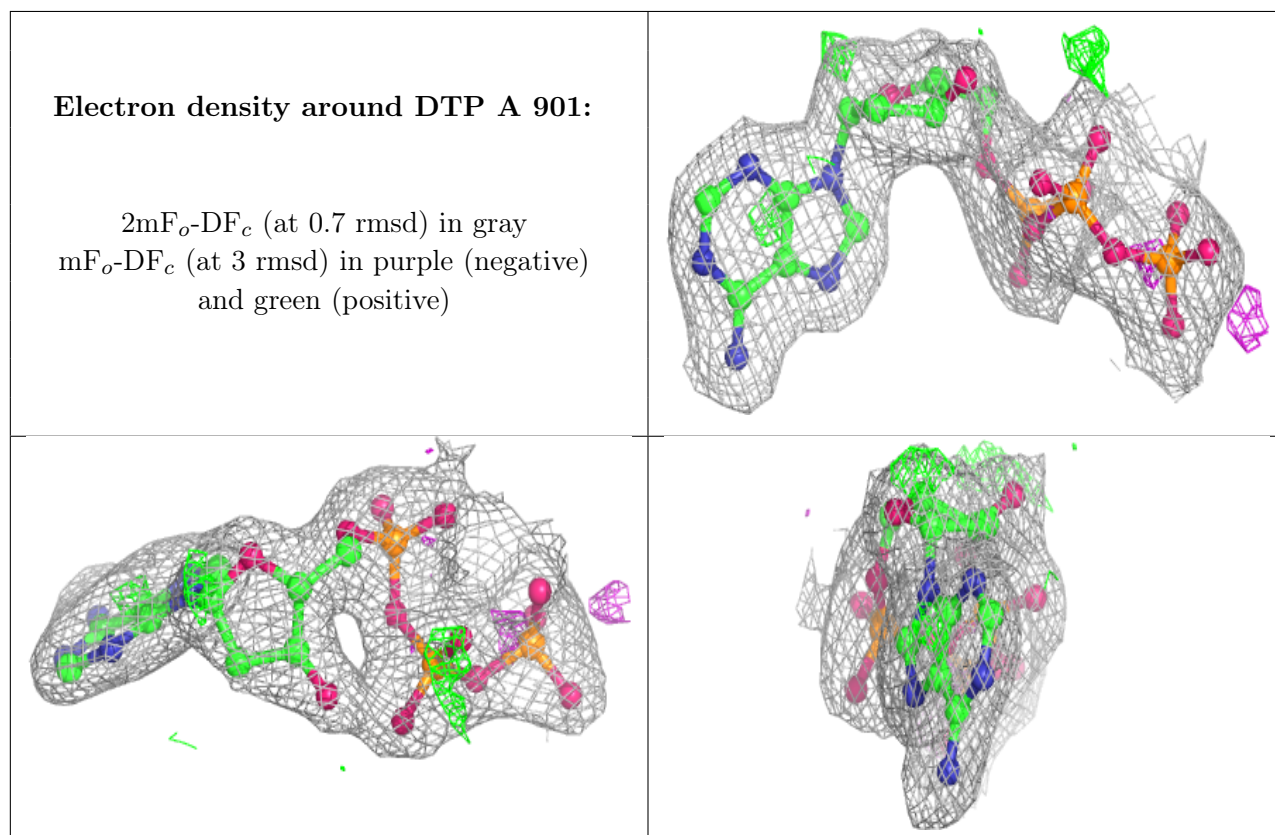 Electron density around DTP A 901:
2mFₒ-DF𝒸 (at 0.7 rmsd) in gray
mFₒ-DF𝒸 (at 3 rmsd) in purple (negative)
and green (positive)